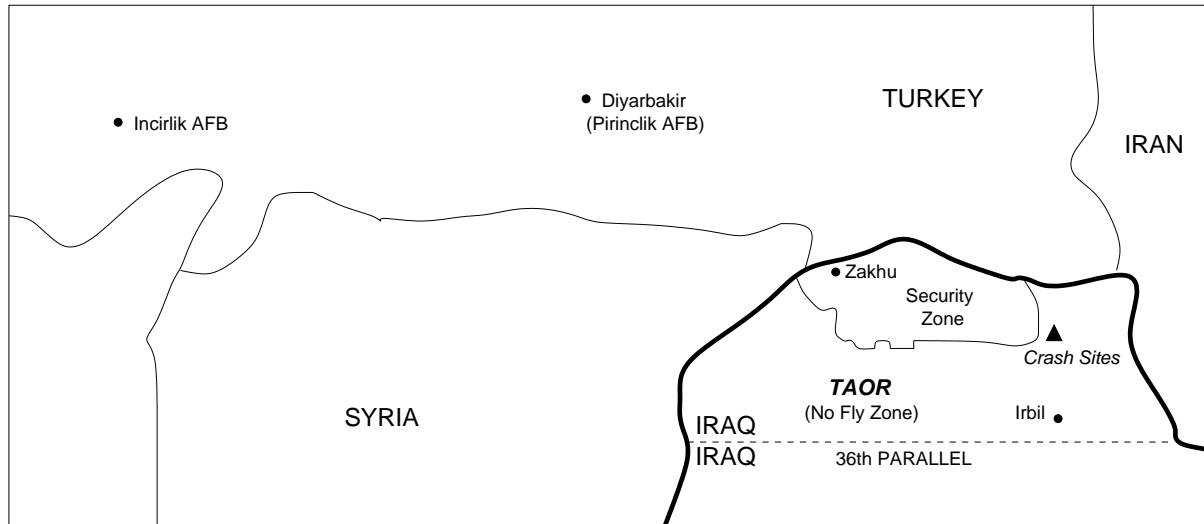 TURKEY
Diyarbakir
(Pirinclik AFB)
Incirlik AFB
IRAN
Zakhu
Security
Zone
Crash Sites
TAOR
(No Fly Zone)
Irbil
SYRIA
IRAQ
IRAQ
36th PARALLEL